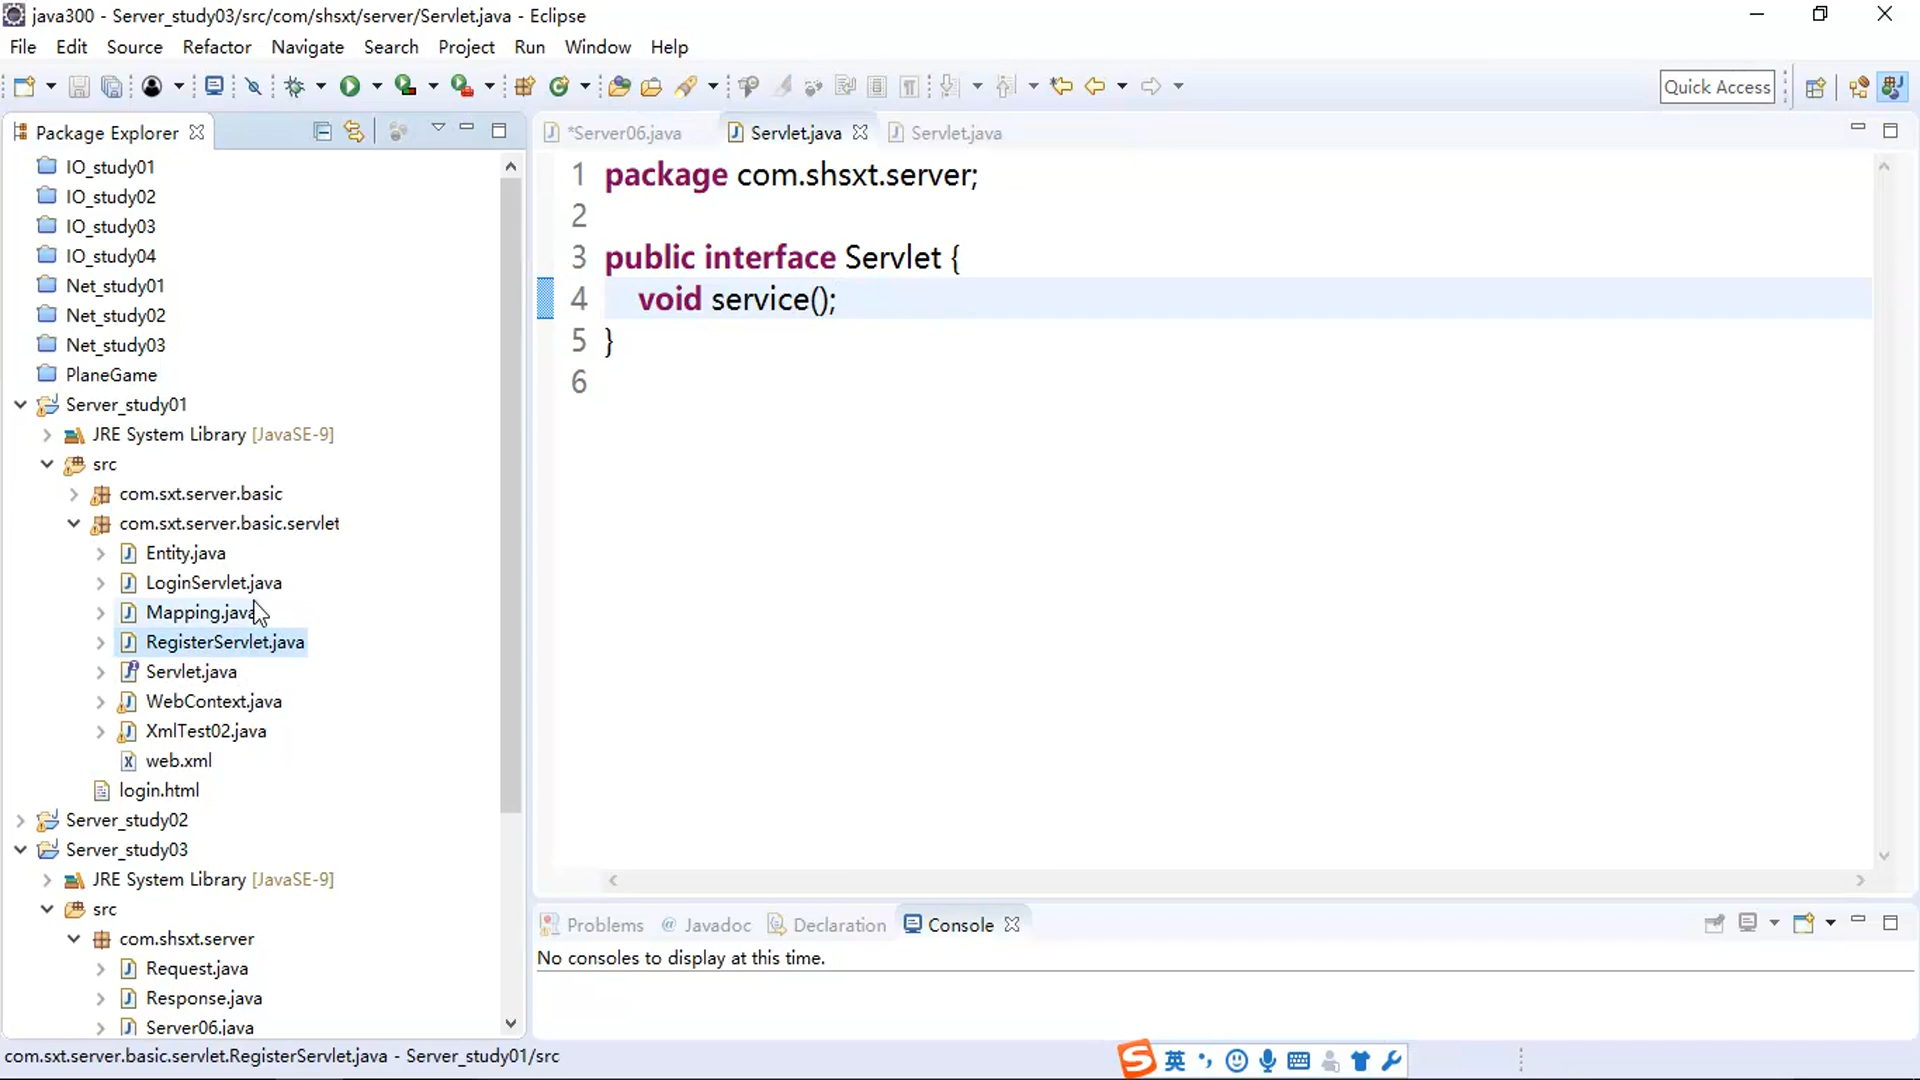 java300 - Server_study03/src/com/shsxt/server/Servlet.java - Eclipse
File Edit Source Refactor Navigate Search Project Run Window Help
Quick Access
Package Explorer
IO_study01
IO_study02
IO_study03
IO_study04
Net_study01
Net_study02
Net_study03
PlaneGame
Server_study01
JRE System Library [JavaSE-9]
src
com.sxt.server.basic
com.sxt.server.basic.servlet
Entity.java
LoginServlet.java
Mapping.java
RegisterServlet.java
Servlet.java
WebContext.java
XmlTest02.java
web.xml
login.html
Server_study02
Server_study03
JRE System Library [JavaSE-9]
src
com.shsxt.server
Request.java
Response.java
Server06.java
*Server06.java Servlet.java Servlet.java
1 package com.shsxt.server;
2
3 public interface Servlet {
4 void service();
5 }
6
Problems @ Javadoc Declaration Console
No consoles to display at this time.
com.sxt.server.basic.servlet.RegisterServlet.java - Server_study01/src
英